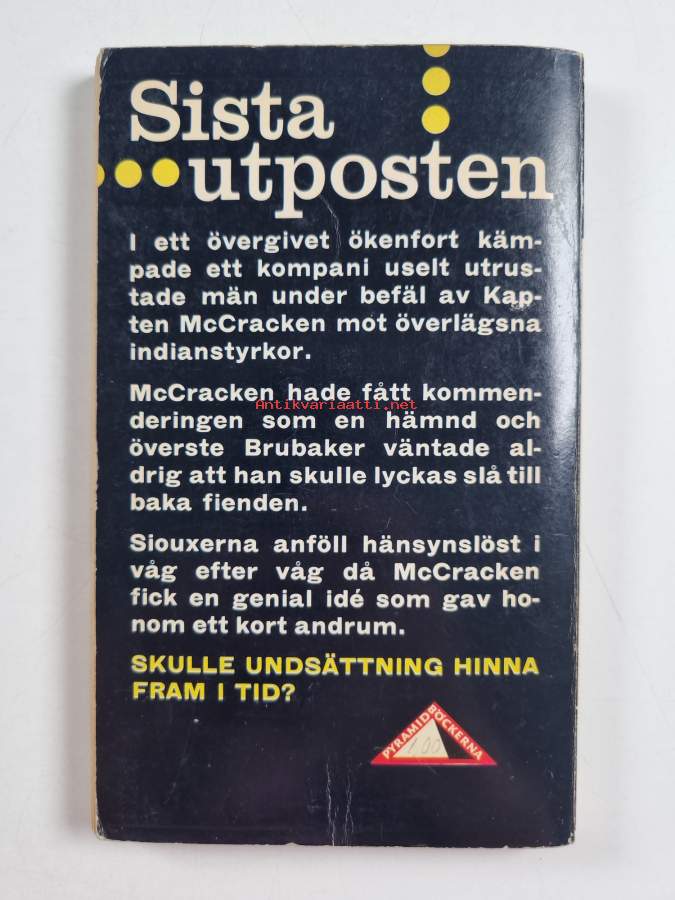 Sista
utposten
I ett övergivet ökenfort käm-
pade ett kompani uselt utrus-
tade män under befäl av Kap-
ten McCracken mot överlägsna
indianstyrkor.
McCracken hade fått kommen-
Antikvariaatti.net
deringen som en hämnd och
överste Brubaker väntade al-
drig att han skulle lyckas slå till
baka fienden.
Siouxerna anföll hänsynslöst i
våg efter våg då McCracken
fick en genial idé som gav ho-
nom ett kort andrum.
SKULLE UNDSÄTTNING HINNA
FRAM I TID?
PYRAMIDBÖCKERNA